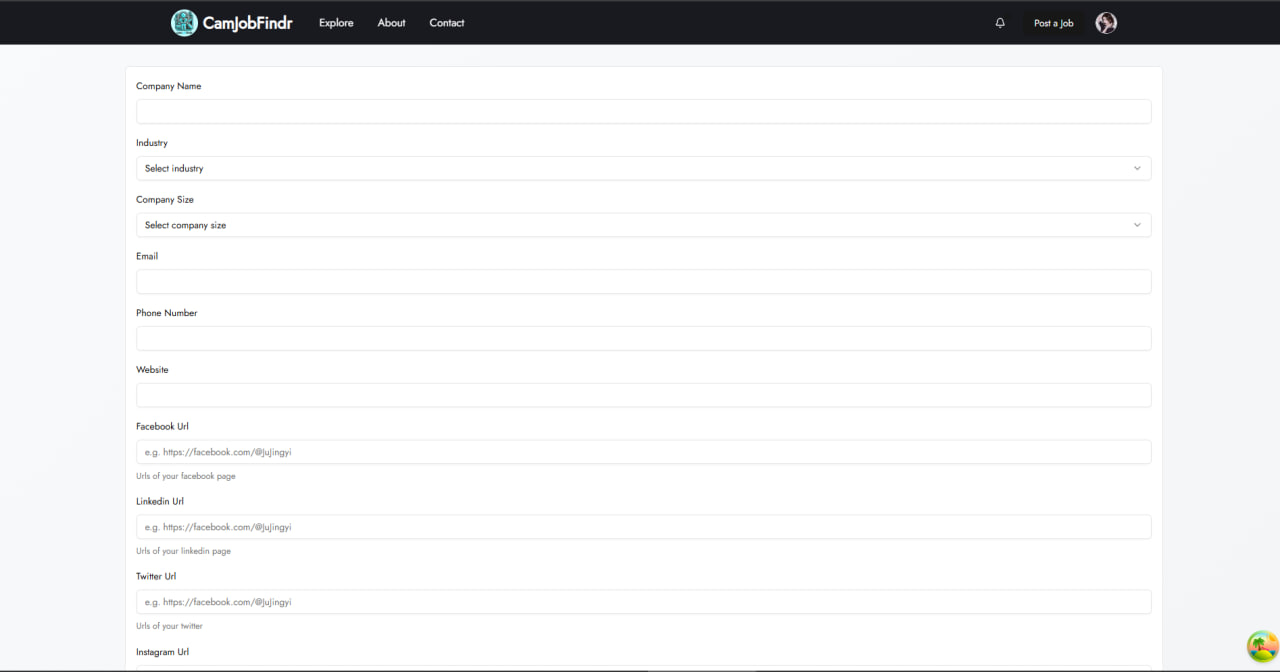 CamJobFindr Explore About Contact Post a Job
Company Name
Industry
Select industry
Company Size
Select company size
Email
Phone Number
Website
Facebook Url
e.g. https://facebook.com/@JuJingyi
Urls of your facebook page
Linkedin Url
e.g. https://facebook.com/@JuJingyi
Urls of your linkedin page
Twitter Url
e.g. https://facebook.com/@JuJingyi
Urls of your twitter
Instagram Url